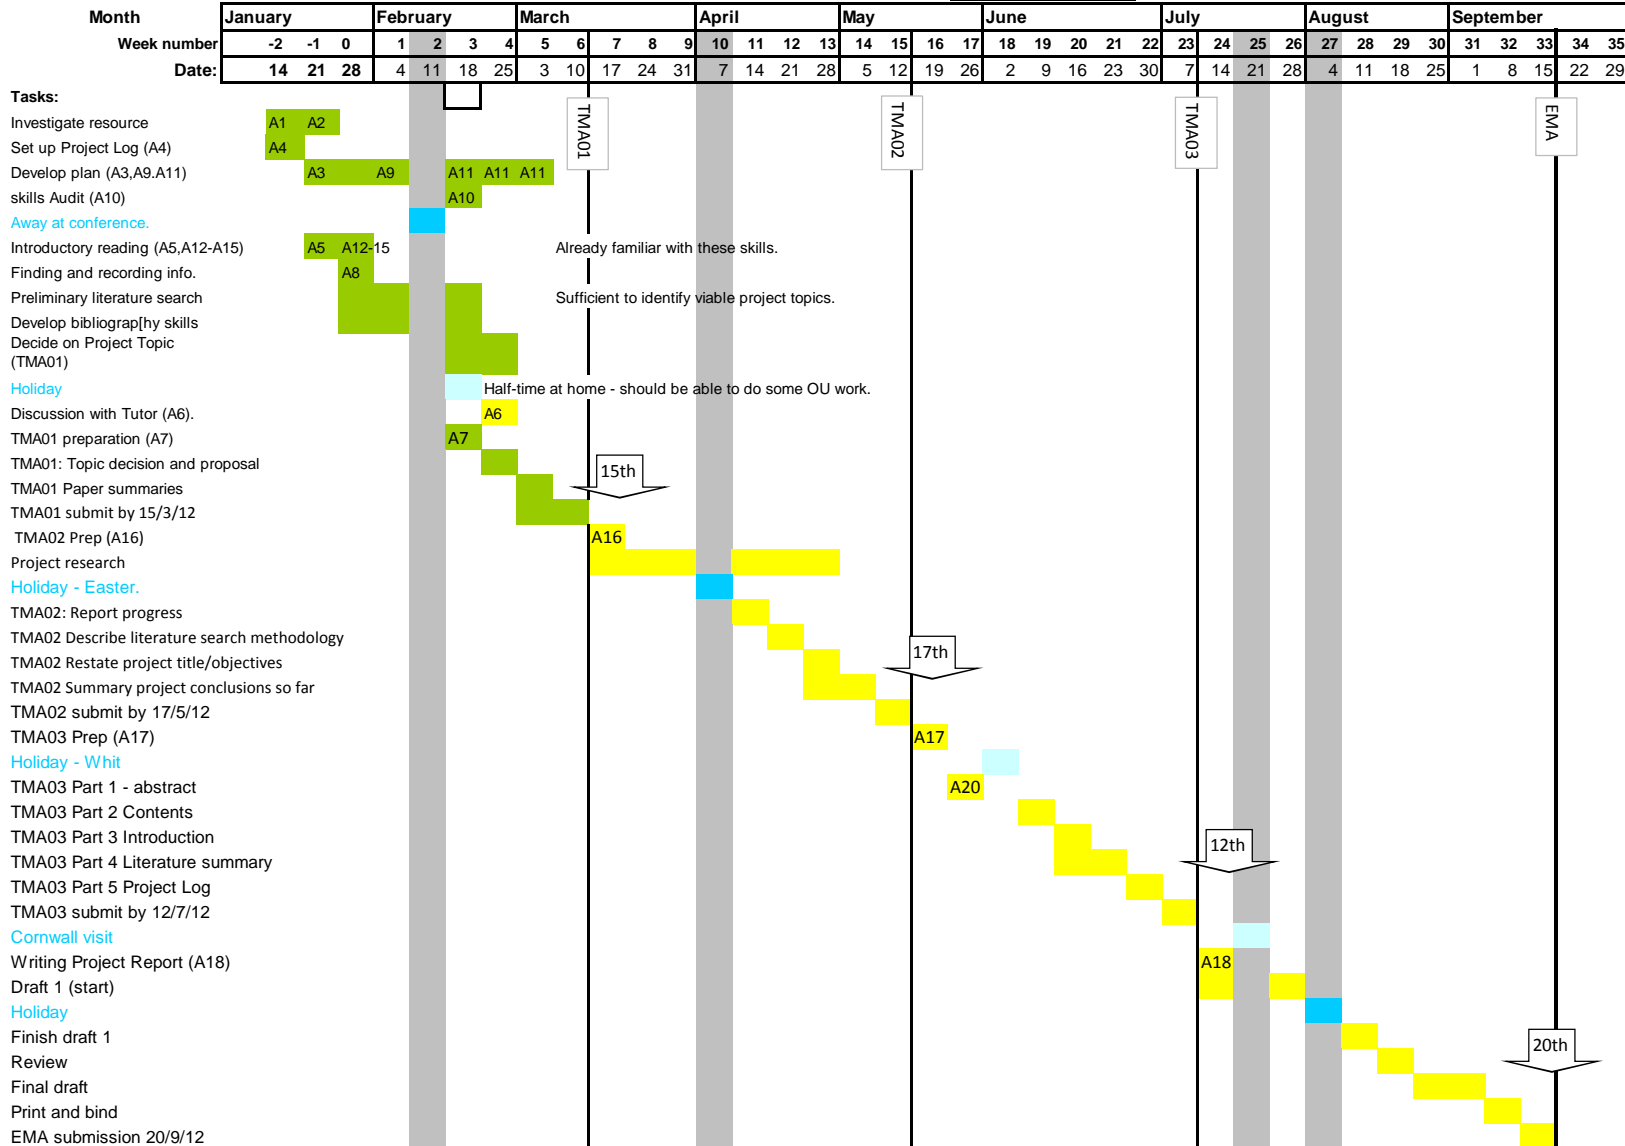 Month January February March April May June July August September
Week number -2 -1 0 1 2 3 4 5 6 7 8 9 10 11 12 13 14 15 16 17 18 19 20 21 22 23 24 25 26 27 28 29 30 31 32 33 34 35
Date: 14 21 28 4 11 18 25 3 10 17 24 31 7 14 21 28 5 12 19 26 2 9 16 23 30 7 14 21 28 4 11 18 25 1 8 15 22 29
Tasks:
TMA01
TMA02
TMA03
EMA
Investigate resource A1 A2
Set up Project Log (A4) A4
Develop plan (A3,A9.A11) A3 A9 A11 A11 A11
skills Audit (A10) A10
Away at conference.
Introductory reading (A5,A12-A15) A5 A12-15 Already familiar with these skills.
Finding and recording info. A8
Preliminary literature search Sufficient to identify viable project topics.
Develop bibliograp[hy skills
Decide on Project Topic
(TMA01)
Holiday Half-time at home - should be able to do some OU work.
Discussion with Tutor (A6). A6
TMA01 preparation (A7) A7
TMA01: Topic decision and proposal
15th
TMA01 Paper summaries
TMA01 submit by 15/3/12
TMA02 Prep (A16) A16
Project research
Holiday - Easter.
TMA02: Report progress
TMA02 Describe literature search methodology
17th
TMA02 Restate project title/objectives
TMA02 Summary project conclusions so far
TMA02 submit by 17/5/12
TMA03 Prep (A17) A17
Holiday - Whit
TMA03 Part 1 - abstract A20
TMA03 Part 2 Contents
TMA03 Part 3 Introduction
12th
TMA03 Part 4 Literature summary
TMA03 Part 5 Project Log
TMA03 submit by 12/7/12
Cornwall visit
Writing Project Report (A18) A18
Draft 1 (start)
Holiday
Finish draft 1
20th
Review
Final draft
Print and bind
EMA submission 20/9/12